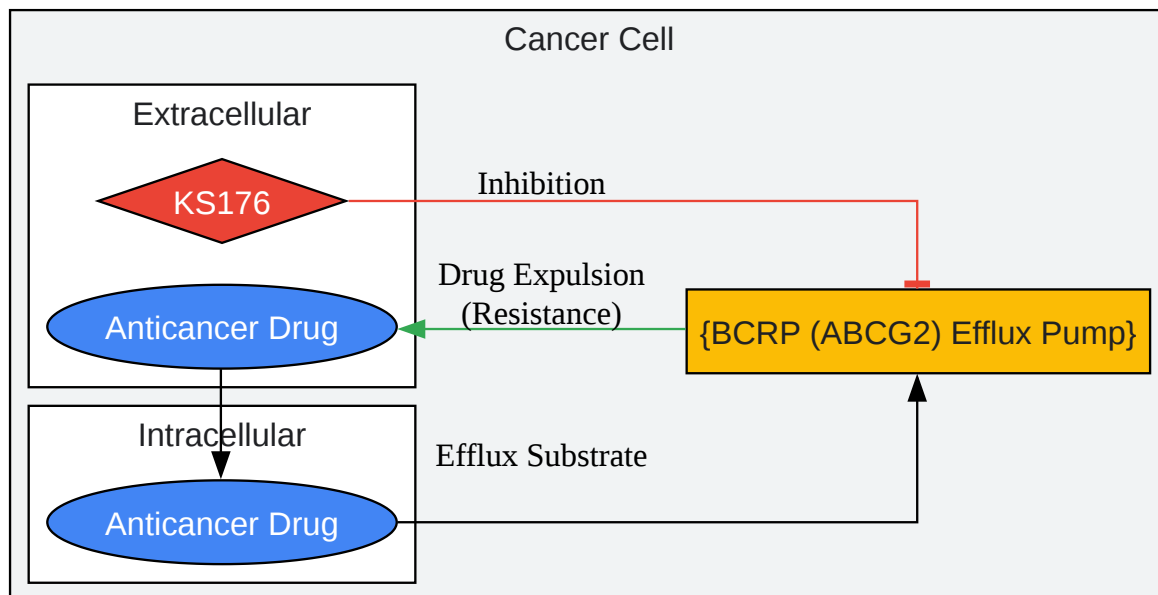 Cancer Cell
Extracellular
KS176
Inhibition
Drug Expulsion
(Resistance)
Anticancer Drug
{BCRP (ABCG2) Efflux Pump}
Intracellular
Efflux Substrate
Anticancer Drug